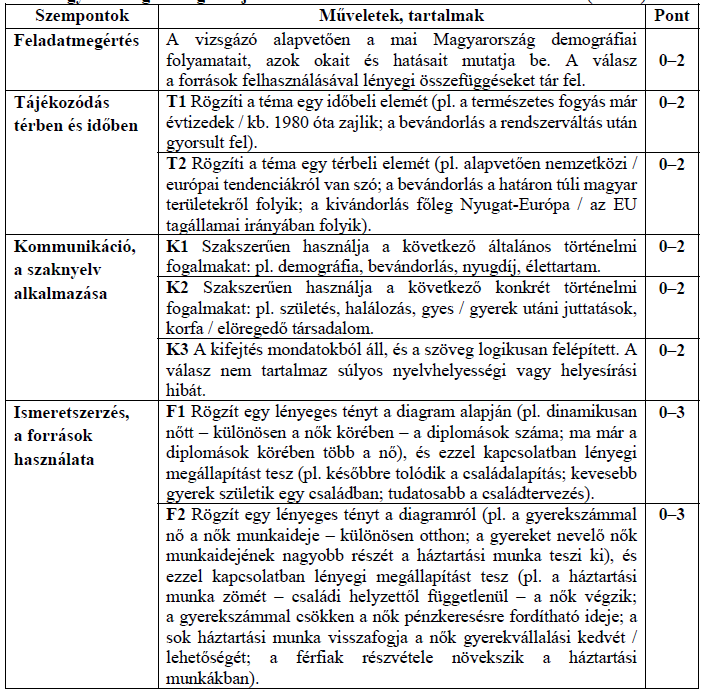 Szempontok Műveletek, tartalmak Pont
Feladatmegértés A vizsgázó alapvetően a mai Magyarország demográfiai
folyamatait, azok okait és hatásait mutatja be. A válasz
a források felhasználásával lényegi összefüggéseket tár fel.
0–2
Tájékozódás
térben és időben
T1 Rögzíti a téma egy időbeli elemét (pl. a természetes fogyás már
évtizedek / kb. 1980 óta zajlik; a bevándorlás a rendszerváltás után
gyorsult fel).
0–2
T2 Rögzíti a téma egy térbeli elemét (pl. alapvetően nemzetközi /
európai tendenciákról van szó; a bevándorlás a határon túli magyar
területekről folyik; a kivándorlás főleg Nyugat-Európa / az EU
tagállamai irányában folyik).
0–2
Kommunikáció,
a szaknyelv
alkalmazása
K1 Szakszerűen használja a következő általános történelmi
fogalmakat: pl. demográfia, bevándorlás, nyugdíj, élettartam.
0–2
K2 Szakszerűen használja a következő konkrét történelmi
fogalmakat: pl. születés, halálozás, gyes / gyerek utáni juttatások,
korfa / elöregedő társadalom.
0–2
K3 A kifejtés mondatokból áll, és a szöveg logikusan felépített. A
válasz nem tartalmaz súlyos nyelvhelyességi vagy helyesírási
hibát.
0–2
Ismeretszerzés,
a források
használata
F1 Rögzít egy lényeges tényt a diagram alapján (pl. dinamikusan
nőtt – különösen a nők körében – a diplomások száma; ma már a
diplomások körében több a nő), és ezzel kapcsolatban lényegi
megállapítást tesz (pl. későbbre tolódik a családalapítás; kevesebb
gyerek születik egy családban; tudatosabb a családtervezés).
0–3
F2 Rögzít egy lényeges tényt a diagramról (pl. a gyerekszámmal
nő a nők munkaideje – különösen otthon; a gyereket nevelő nők
munkaidejének nagyobb részét a háztartási munka teszi ki), és
ezzel kapcsolatban lényegi megállapítást tesz (pl. a háztartási
munka zömét – családi helyzettől függetlenül – a nők végzik;
a gyerekszámmal csökken a nők pénzkeresésre fordítható ideje; a
sok háztartási munka visszafogja a nők gyerekvállalási kedvét /
lehetőségét; a férfiak részvétele növekszik a háztartási
munkákban).
0–3